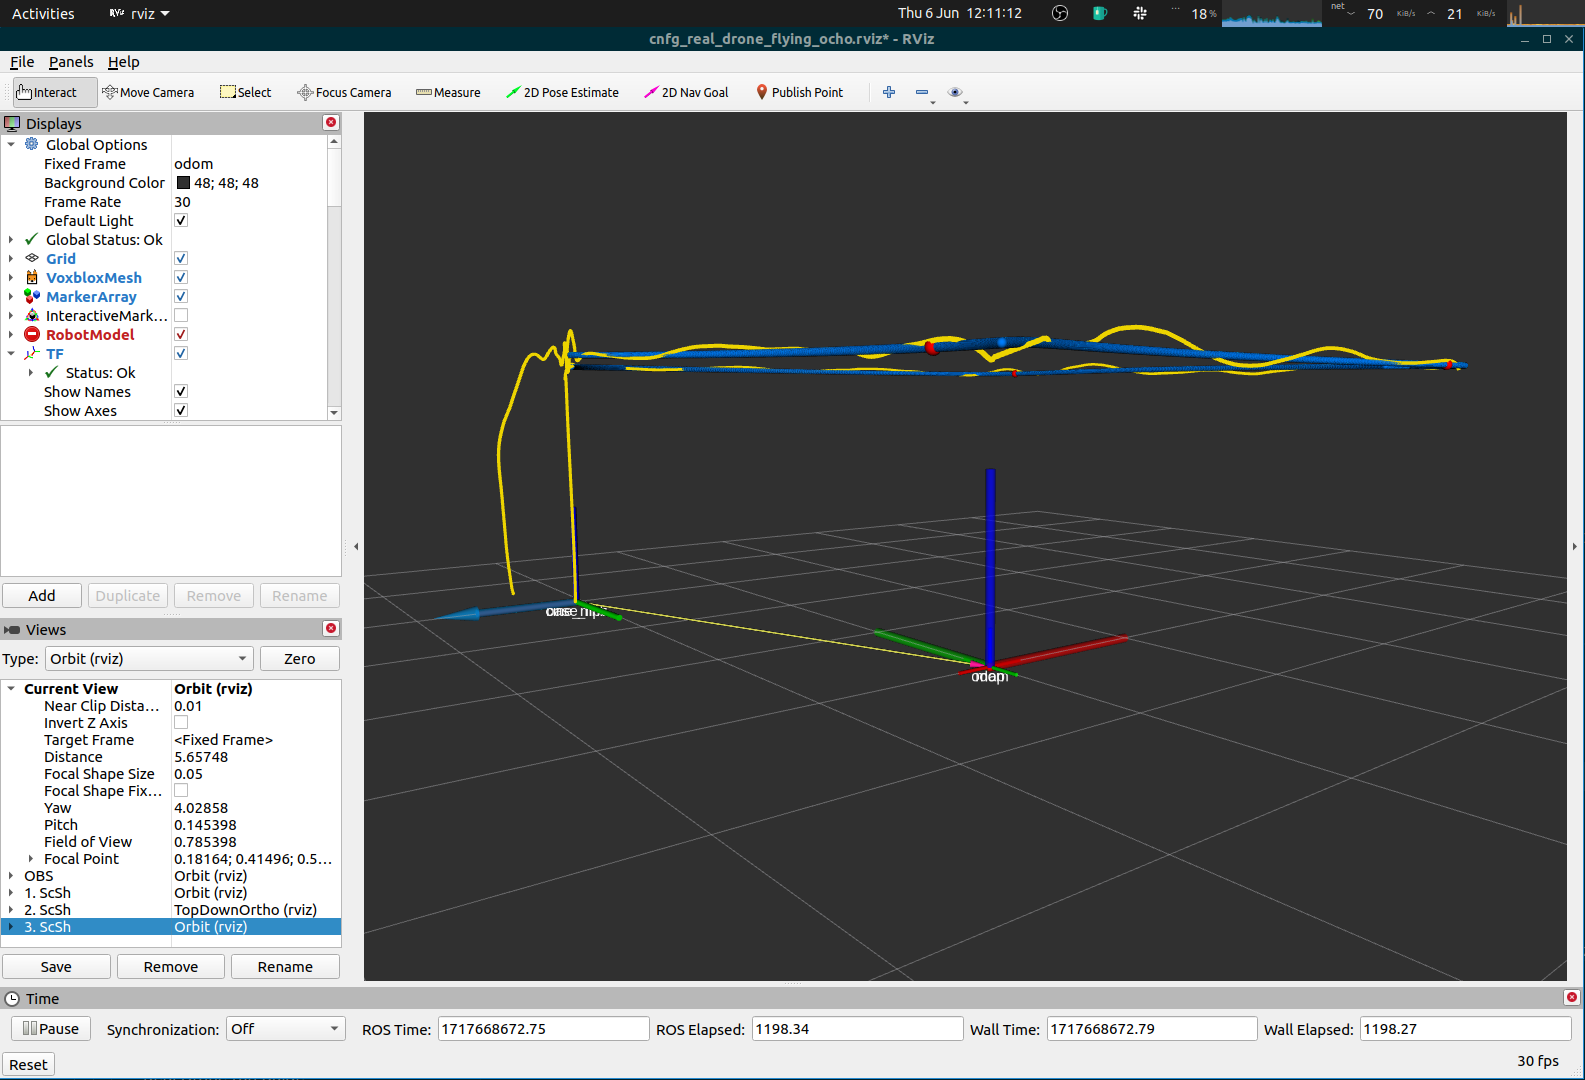 Activities
RViz rviz
Thu 6 Jun 12:11:12
18 %
net
70 KiB/s
21 KiB/s
cnfg_real_drone_flying_ocho.rviz* - RViz
File Panels Help
Interact Move Camera Select Focus Camera Measure 2D Pose Estimate 2D Nav Goal Publish Point
Displays
Global Options
Fixed Frame odom
Background Color 48; 48; 48
Frame Rate 30
Default Light
Global Status: Ok
Grid
VoxbloxMesh
MarkerArray
InteractiveMark...
RobotModel
TF
Status: Ok
Show Names
Show Axes
Add Duplicate Remove Rename
Views
Type: Orbit (rviz) Zero
Current View Orbit (rviz)
Near Clip Dista... 0.01
Invert Z Axis
Target Frame <Fixed Frame>
Distance 5.65748
Focal Shape Size 0.05
Focal Shape Fix...
Yaw 4.02858
Pitch 0.145398
Field of View 0.785398
Focal Point 0.18164; 0.41496; 0.5...
OBS Orbit (rviz)
1. ScSh Orbit (rviz)
2. ScSh TopDownOrtho (rviz)
3. ScSh Orbit (rviz)
Save Remove Rename
Time
Pause Synchronization: Off ROS Time: 1717668672.75 ROS Elapsed: 1198.34 Wall Time: 1717668672.79 Wall Elapsed: 1198.27
Reset
30 fps